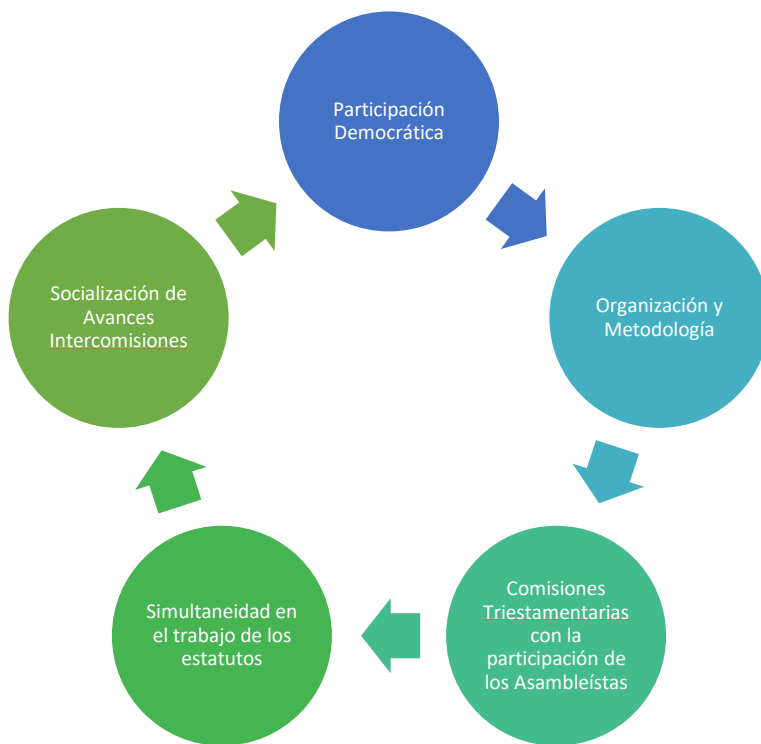 Participación
Democrática
Organización y
Metodología
Comisiones
Triestamentarias
con la
participación de
los Asambleístas
Simultaneidad en
el trabajo de los
estatutos
Socialización de
Avances
Intercomisiones